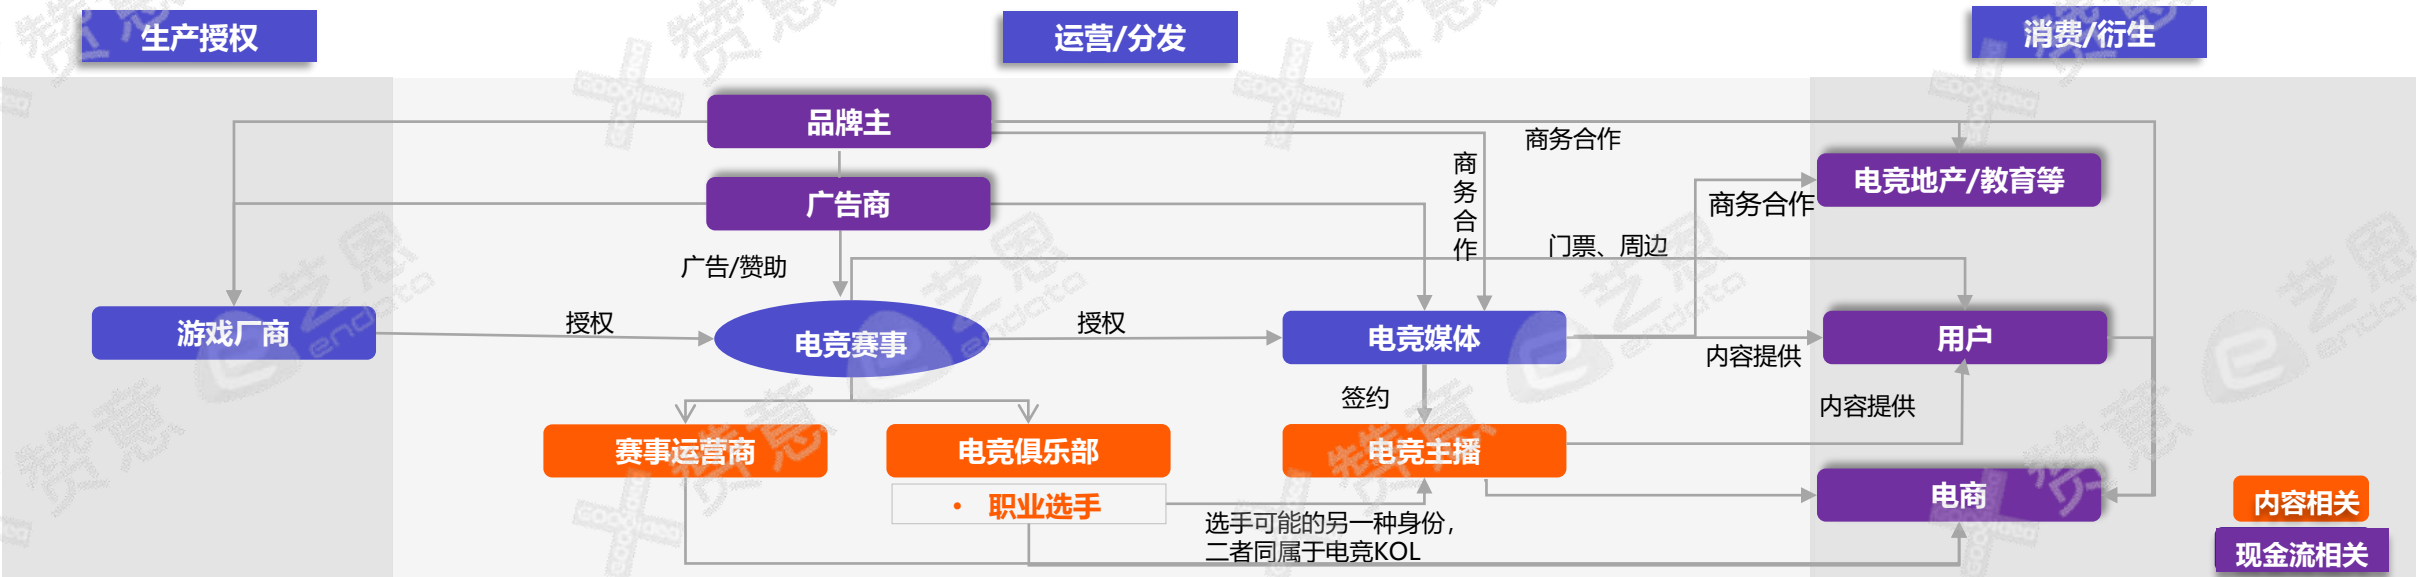 生产授权
运营/分发
消费/衍生
品牌主
商务合作
商务合作
电竞地产/教育等
广告商
商务合作
门票、周边
广告/赞助
游戏厂商
授权
电竞赛事
授权
电竞媒体
用户
内容提供
签约
内容提供
赛事运营商
电竞俱乐部
电竞主播
• 职业选手
电商
内容相关
选手可能的另一种身份，
二者同属于电竞KOL
现金流相关
赞意
GOOODidea
艺恩
endata